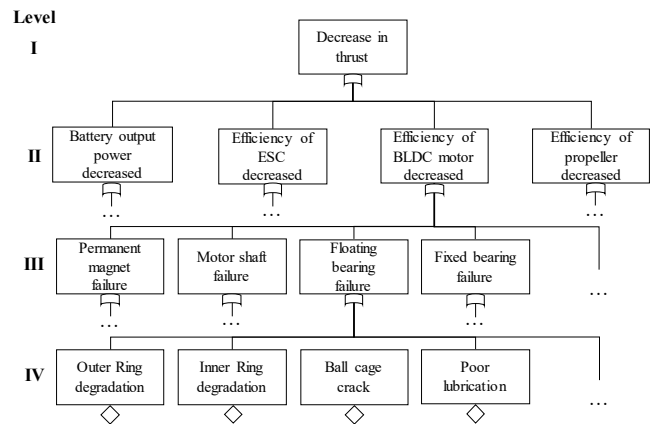 Level
I
Decrease in
thrust
II
Battery output
power
decreased
Efficiency of
ESC
decreased
Efficiency of
BLDC motor
decreased
Efficiency of
propeller
decreased
...
...
...
III
Permanent
magnet
failure
Motor shaft
failure
Floating
bearing
failure
Fixed bearing
failure
...
...
...
...
IV
Outer Ring
degradation
Inner Ring
degradation
Ball cage
crack
Poor
lubrication
...